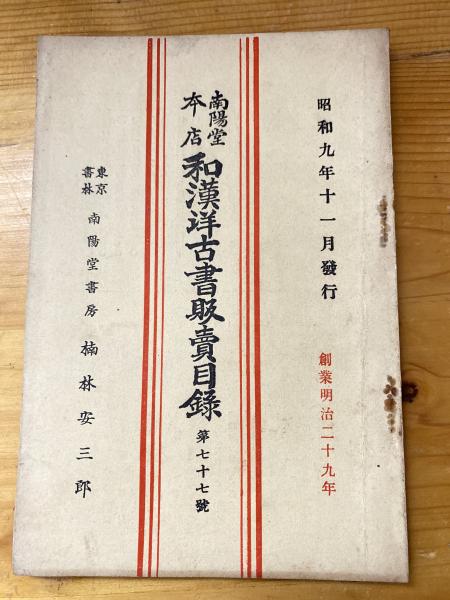 昭和九年十一月發行
創業明治二十九年
南陽堂
本店
和漢洋古書販賣目錄
第七十七號
東京
書林
南陽堂書房
楠林安三郎